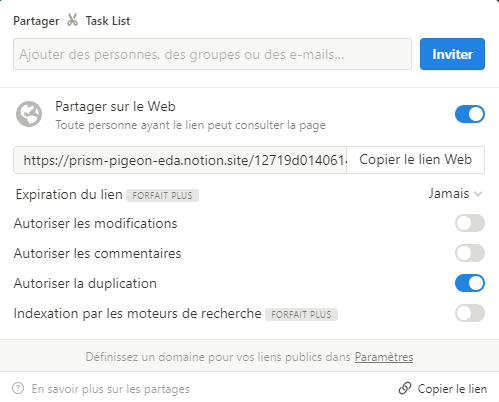 Partager Task List
Ajouter des personnes, des groupes ou des e-mails...
Inviter
Partager sur le Web
Toute personne ayant le lien peut consulter la page
https://prism-pigeon-eda.notion.site/12719d0140614
Copier le lien Web
Expiration du lien FORFAIT PLUS
Jamais
Autoriser les modifications
Autoriser les commentaires
Autoriser la duplication
Indexation par les moteurs de recherche FORFAIT PLUS
Définissez un domaine pour vos liens publics dans Paramètres
En savoir plus sur les partages
Copier le lien